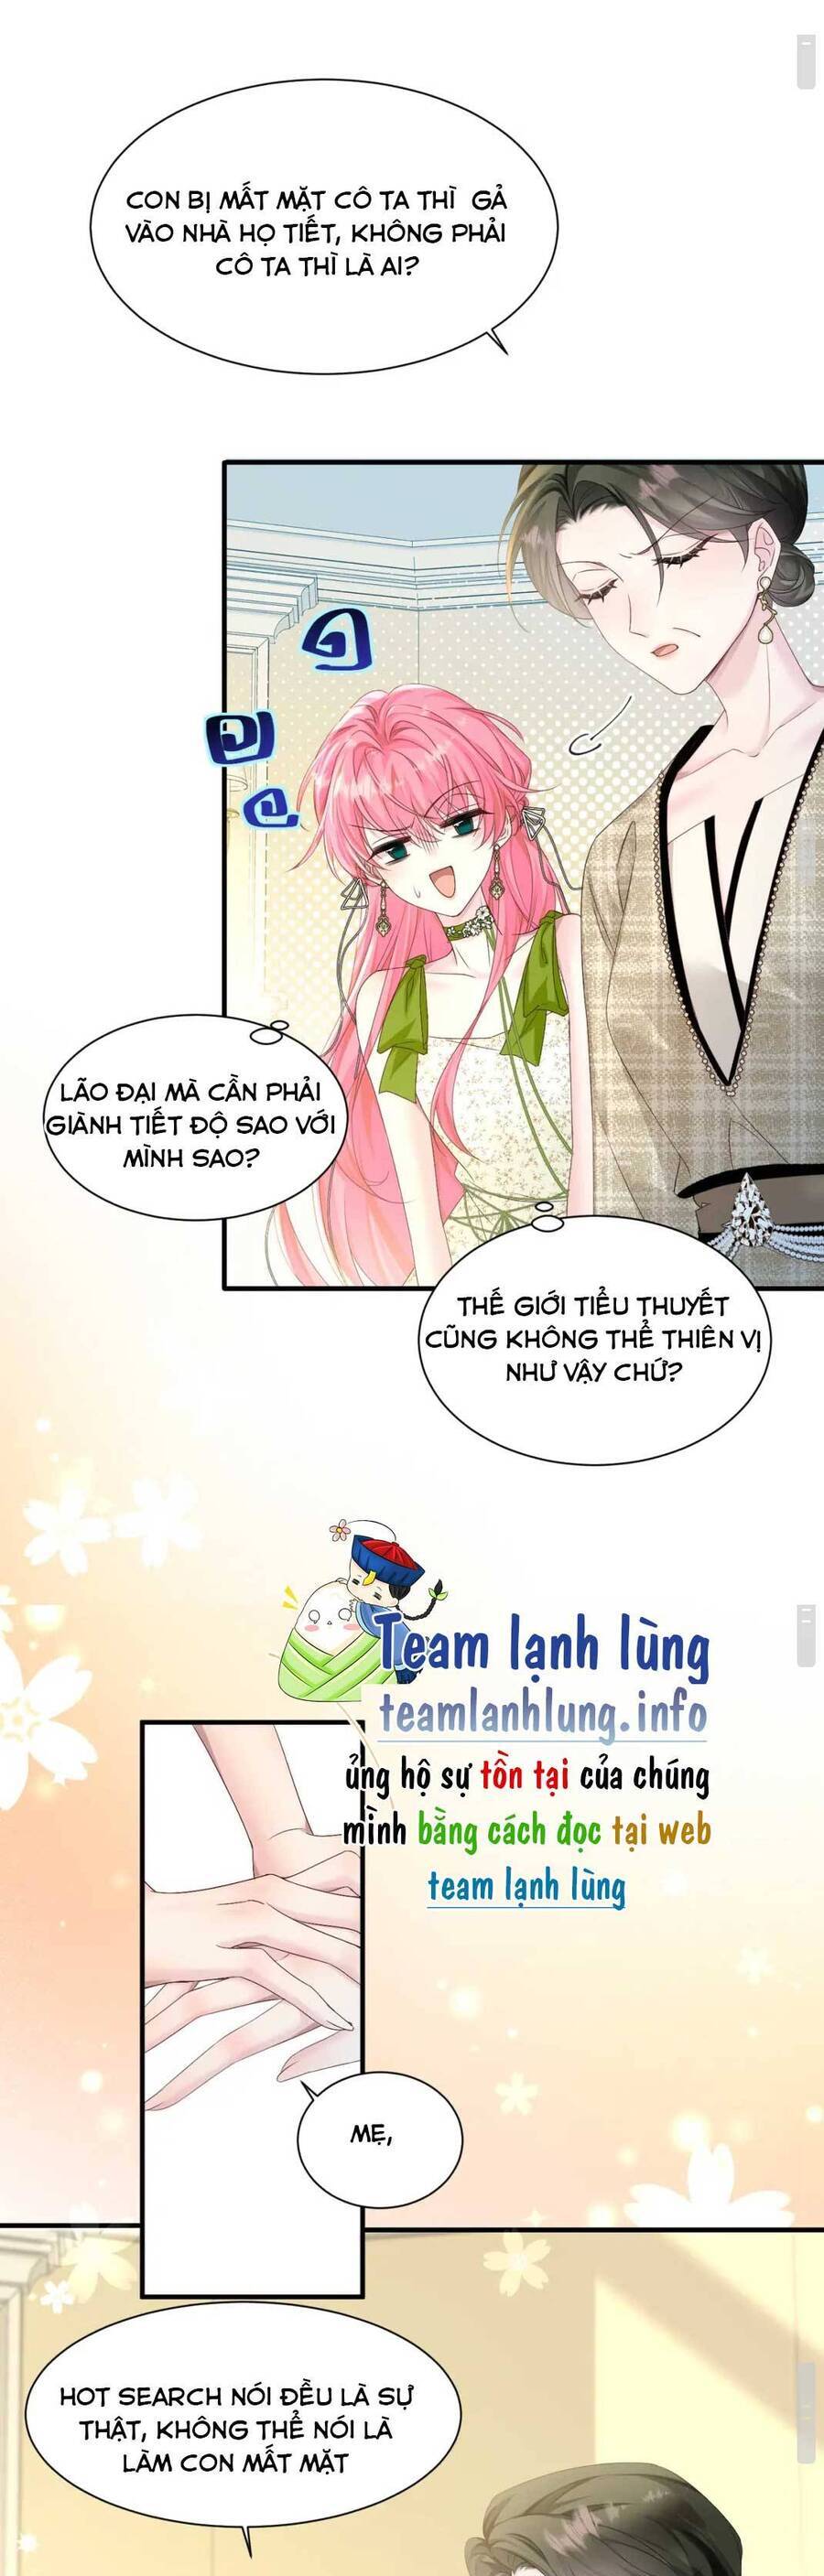 CON BỊ MẤT MẶT CÔ TA THÌ GẢ
VÀO NHÀ HỌ TIẾT, KHÔNG PHẢI
CÔ TA THÌ LÀ AI?
LÃO ĐẠI MÀ CẦN PHẢI
GIÀNH TIẾT ĐỘ SAO VỚI
MÌNH SAO?
THẾ GIỚI TIỂU THUYẾT
CŨNG KHÔNG THỂ THIÊN VỊ
NHƯ VẬY CHỨ?
Team lạnh lùng
teamlanhlung.info
ủng hộ sự tồn tại của chúng
mình bằng cách đọc tại web
team lạnh lùng
MẸ,
HOT SEARCH NÓI ĐỀU LÀ SỰ
THẬT, KHÔNG THỂ NÓI LÀ
LÀM CON MẤT MẶT